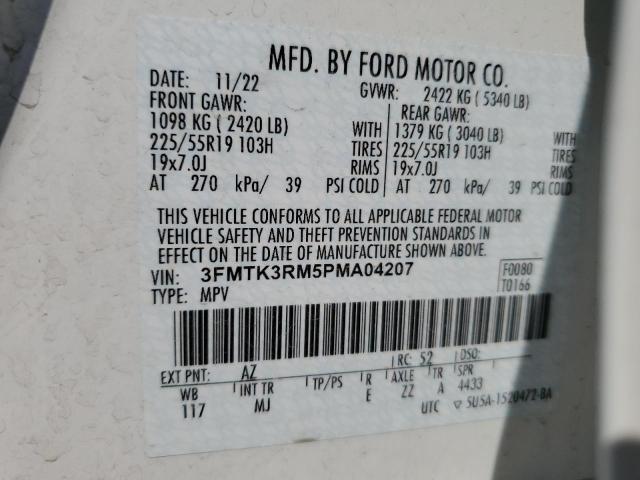 MFD. BY FORD MOTOR CO.
DATE: 11/22 GVWR: 2422 KG ( 5340 LB)
FRONT GAWR: REAR GAWR:
1098 KG ( 2420 LB) WITH 1379 KG ( 3040 LB) WITH
225/55R19 103H TIRES 225/55R19 103H TIRES
19x7.0J RIMS 19x7.0J RIMS
AT 270 kPa/ 39 PSI COLD AT 270 kPa/ 39 PSI COLD
THIS VEHICLE CONFORMS TO ALL APPLICABLE FEDERAL MOTOR
VEHICLE SAFETY AND THEFT PREVENTION STANDARDS IN
EFFECT ON THE DATE OF MANUFACTURE SHOWN ABOVE.
VIN: 3FMTK3RM5PMA04207 F0080
TYPE: MPV T0166
EXT PNT: AZ RC: 52 DSO:
WB INT TR TP/PS R AXLE TR SPR
117 MJ E ZZ A 4433
UTC ▽ 5U5A-1520472-BA